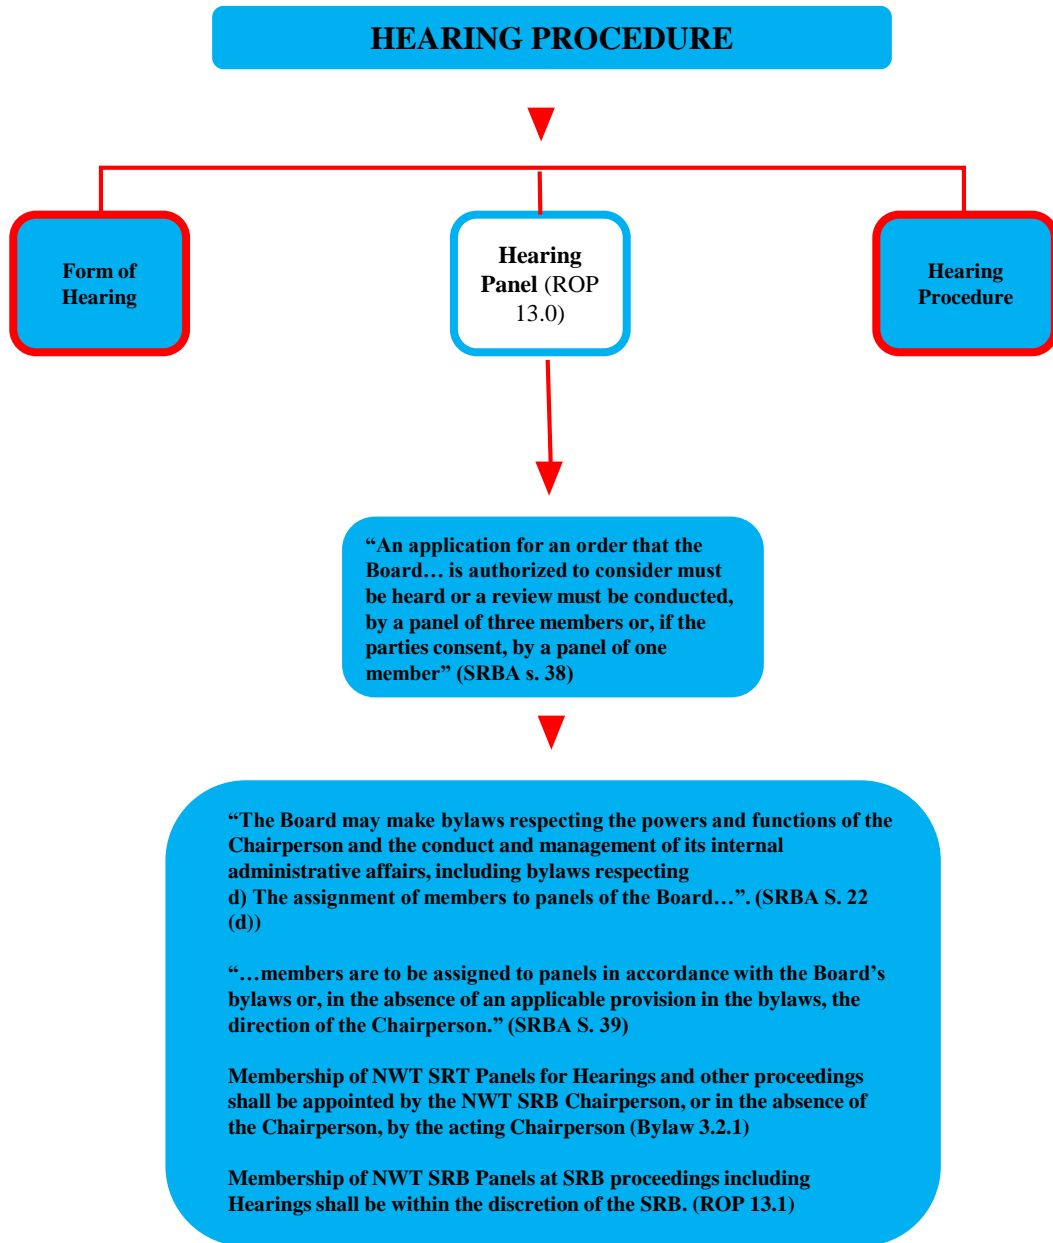 HEARING PROCEDURE
Form of
Hearing
Hearing
Panel (ROP
13.0)
Hearing
Procedure
“An application for an order that the
Board… is authorized to consider must
be heard or a review must be conducted,
by a panel of three members or, if the
parties consent, by a panel of one
member” (SRBA s. 38)
“The Board may make bylaws respecting the powers and functions of the
Chairperson and the conduct and management of its internal
administrative affairs, including bylaws respecting
d) The assignment of members to panels of the Board…”. (SRBA S. 22
(d))
“…members are to be assigned to panels in accordance with the Board’s
bylaws or, in the absence of an applicable provision in the bylaws, the
direction of the Chairperson.” (SRBA S. 39)
Membership of NWT SRT Panels for Hearings and other proceedings
shall be appointed by the NWT SRB Chairperson, or in the absence of
the Chairperson, by the acting Chairperson (Bylaw 3.2.1)
Membership of NWT SRB Panels at SRB proceedings including
Hearings shall be within the discretion of the SRB. (ROP 13.1)